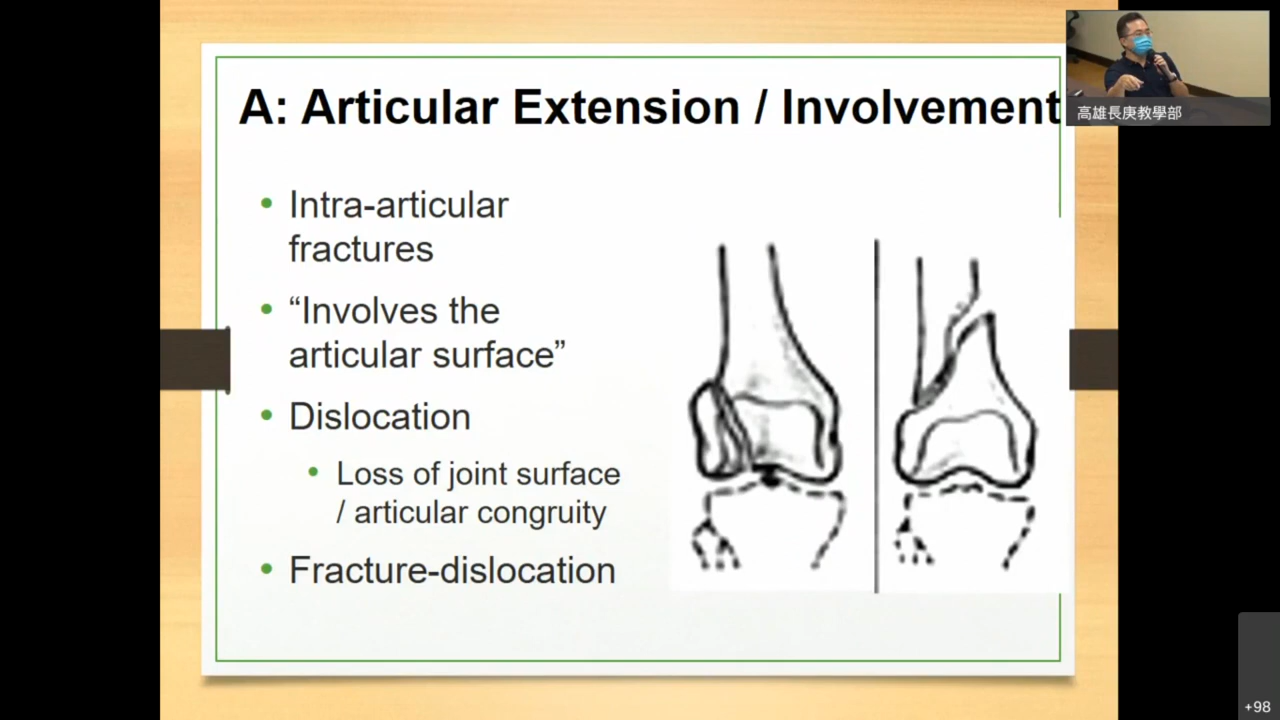 A: Articular Extension / Involvement
高雄長庚教學部
• Intra-articular
fractures
• “Involves the
articular surface”
• Dislocation
• Loss of joint surface
/ articular congruity
• Fracture-dislocation
+98